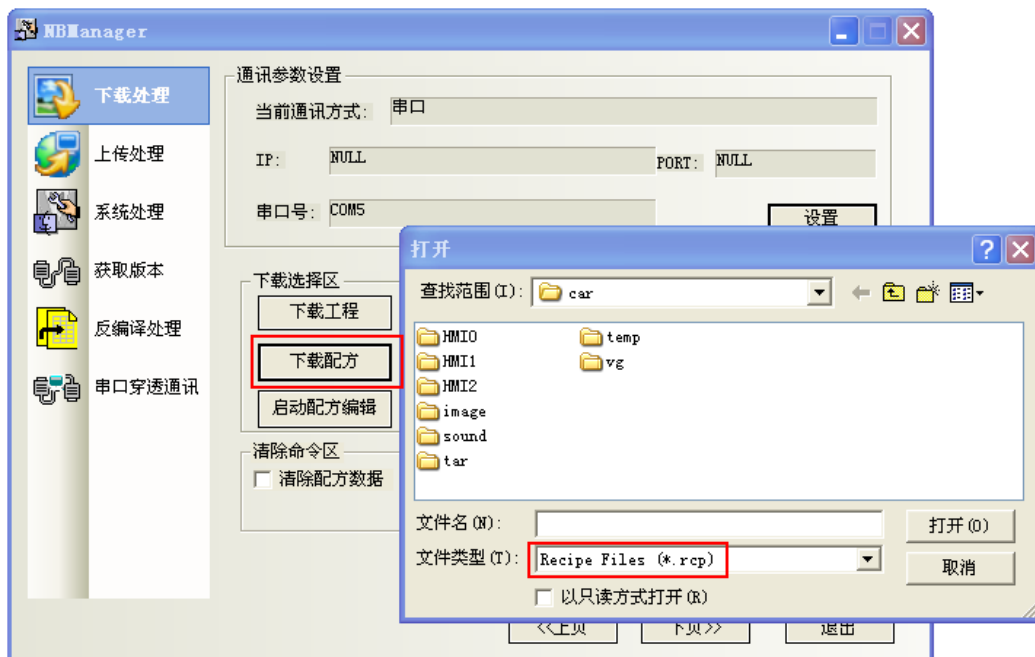 NBManager
下载处理
上传处理
系统处理
获取版本
反编译处理
串口穿透通讯
通讯参数设置
当前通讯方式: 串口
IP: NULL PORT: NULL
串口号: COM5
设置
下载选择区
下载工程
下载配方
启动配方编辑
清除命令区
清除配方数据
打开
查找范围(I): car
HMI0 temp
HMI1 vg
HMI2
image
sound
tar
文件名(N): 打开(O)
文件类型(T): Recipe Files (*.rcp) 取消
以只读方式打开(R)
<<上页 下页>> 退出